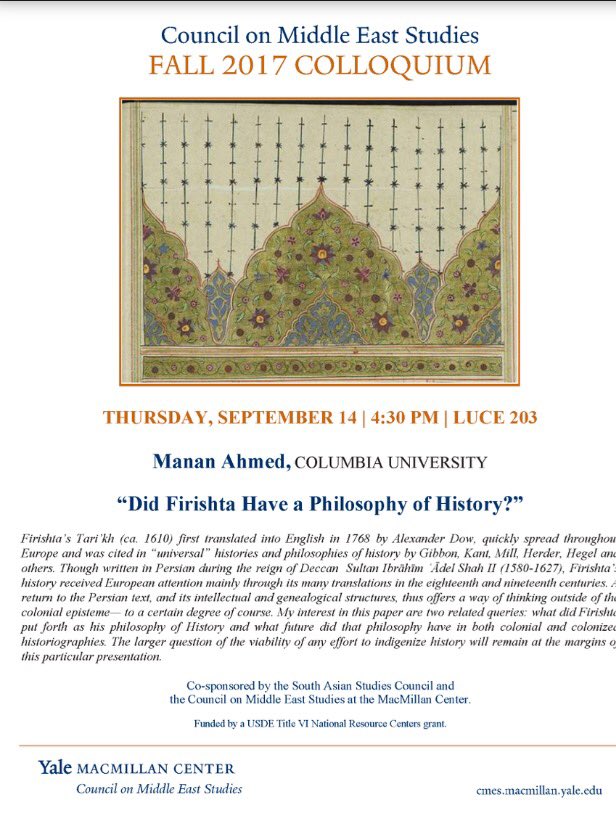 Council on Middle East Studies
FALL 2017 COLLOQUIUM
THURSDAY, SEPTEMBER 14 | 4:30 PM | LUCE 203
Manan Ahmed, COLUMBIA UNIVERSITY
“Did Firishta Have a Philosophy of History?”
Firishta's Tari'kh (ca. 1610) first translated into English in 1768 by Alexander Dow, quickly spread throughou
Europe and was cited in “universal” histories and philosophies of history by Gibbon, Kant, Mill, Herder, Hegel an
others. Though written in Persian during the reign of Deccan Sultan Ibrāhīm ʿĀdel Shah II (1580-1627), Firishta'
history received European attention mainly through its many translations in the eighteenth and nineteenth centuries. A
return to the Persian text, and its intellectual and genealogical structures, thus offers a way of thinking outside of th
colonial episteme— to a certain degree of course. My interest in this paper are two related queries: what did Firisht
put forth as his philosophy of History and what future did that philosophy have in both colonial and colonized
historiographies. The larger question of the viability of any effort to indigenize history will remain at the margins o
this particular presentation.
Co-sponsored by the South Asian Studies Council and
the Council on Middle East Studies at the MacMillan Center.
Funded by a USDE Title VI National Resource Centers grant.
Yale MACMILLAN CENTER
Council on Middle East Studies
cmes.macmillan.yale.edu